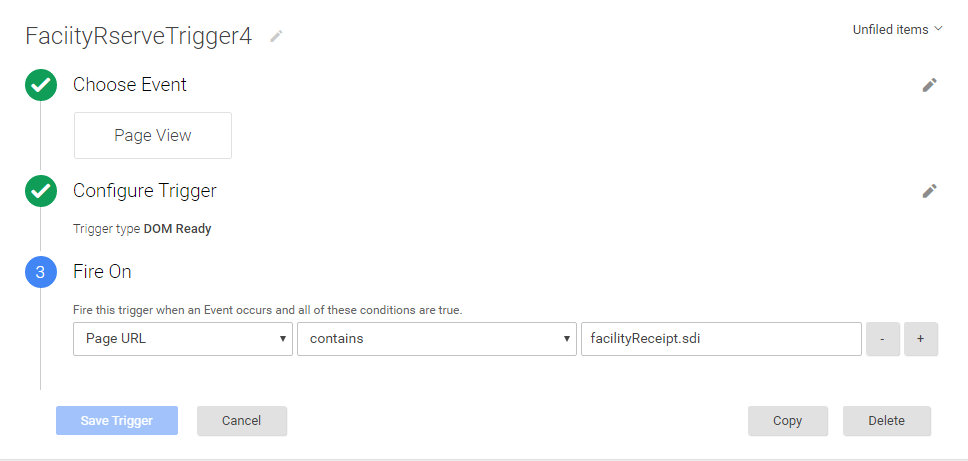 FaciityRserveTrigger4
Unfiled items
Choose Event
Page View
Configure Trigger
Trigger type DOM Ready
3 Fire On
Fire this trigger when an Event occurs and all of these conditions are true.
Page URL contains facilityReceipt.sdi - +
Save Trigger Cancel Copy Delete